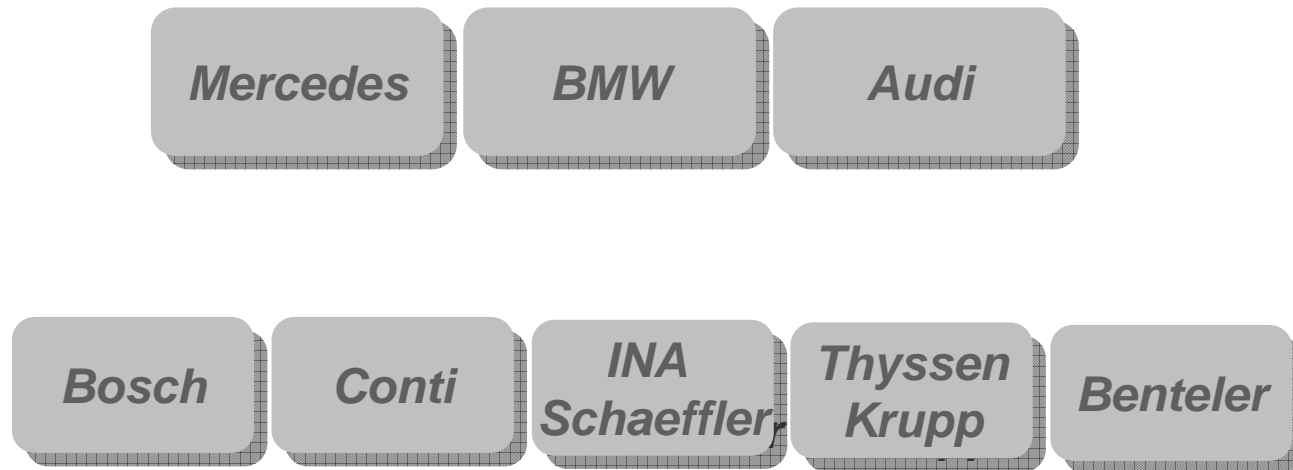 Mercedes
BMW
Audi
Bosch
Conti
INA
Schaeffler
Thyssen
Krupp
Benteler